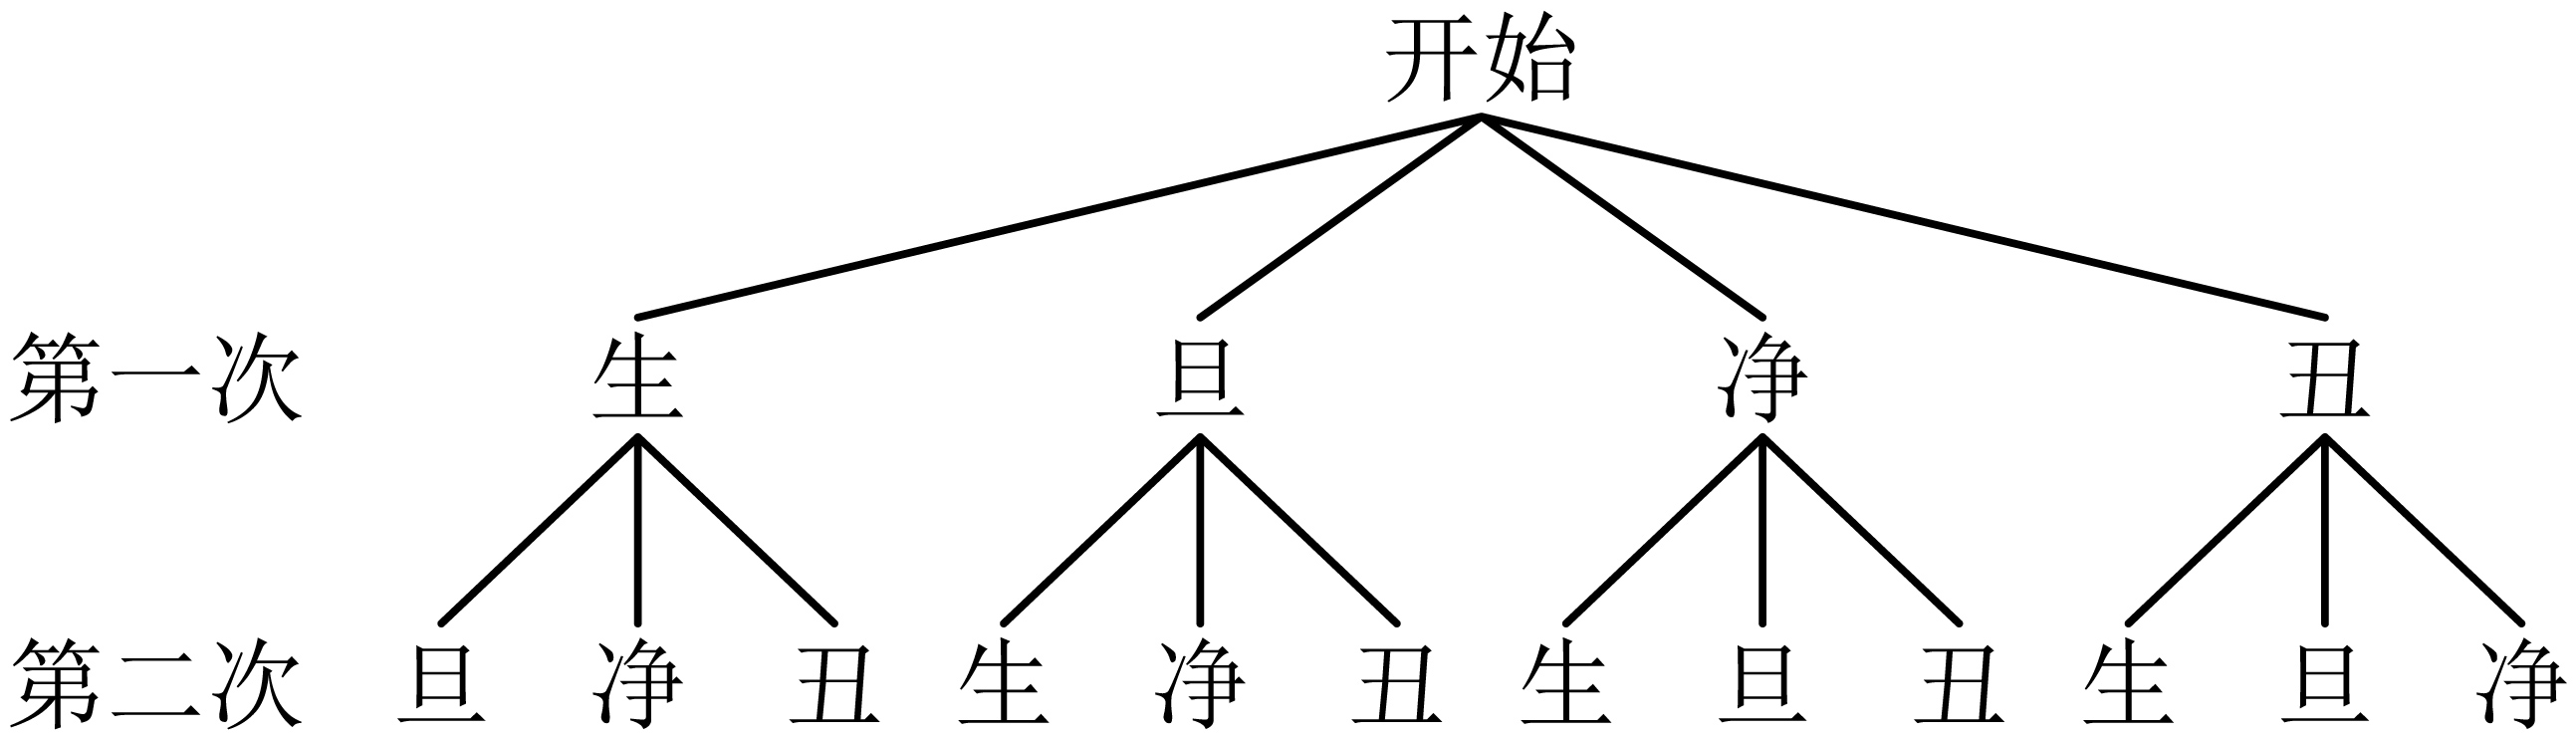 开始
第一次 生 旦 净 丑
第二次 旦 净 丑 生 净 丑 生 旦 丑 生 旦 净